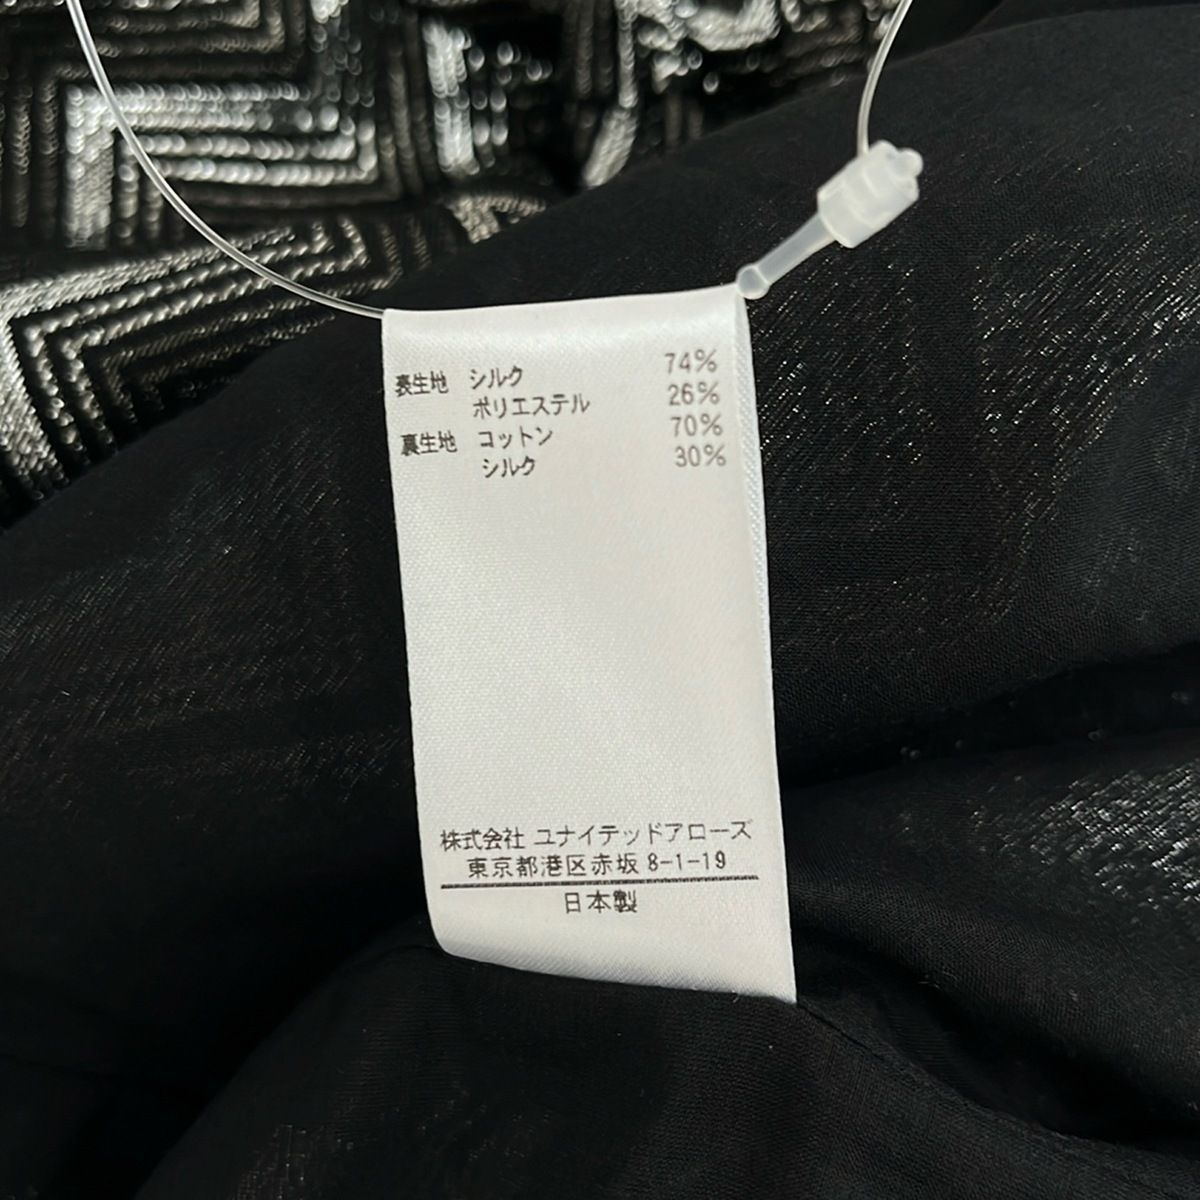 表生地 シルク 74%
ポリエステル 26%
裏生地 コットン 70%
シルク 30%
株式会社 ユナイテッドアローズ
東京都港区赤坂 8-1-19
日本製